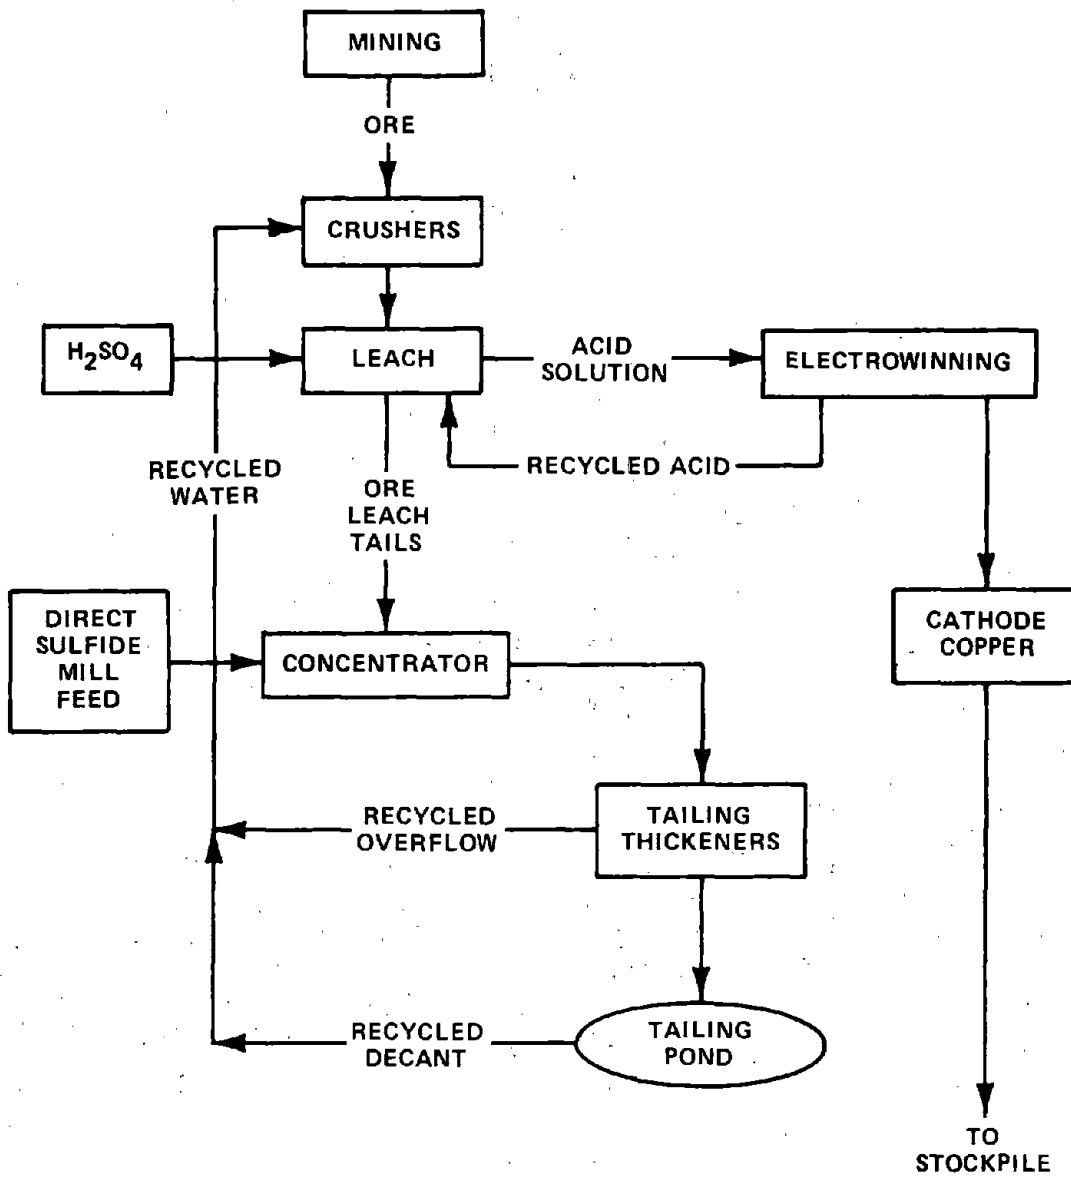 MINING
ORE
CRUSHERS
H₂SO₄
LEACH
ACID
SOLUTION
ELECTROWINNING
RECYCLED ACID
RECYCLED
WATER
ORE
LEACH
TAILS
DIRECT
SULFIDE
MILL
FEED
CONCENTRATOR
CATHODE
COPPER
RECYCLED
OVERFLOW
TAILING
THICKENERS
RECYCLED
DECANT
TAILING
POND
TO
STOCKPILE